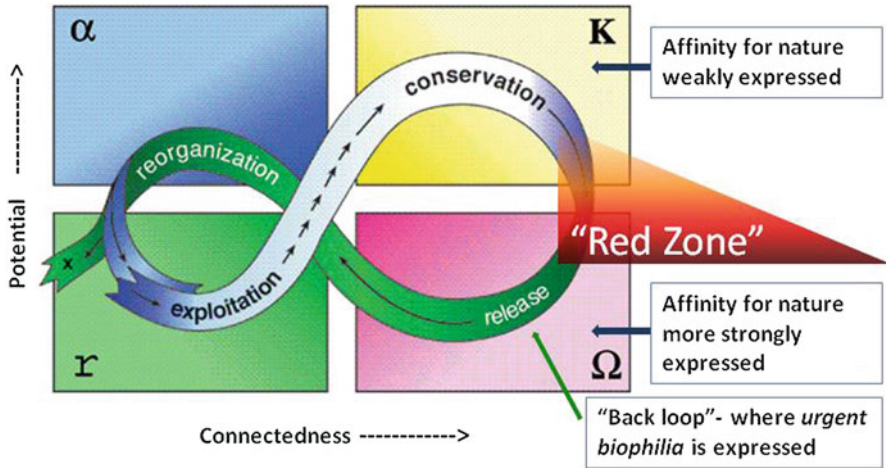 α
K
Affinity for nature
weakly expressed
conservation
reorganization
Potential ---------->
“Red Zone”
x
exploitation
release
Affinity for nature
more strongly
expressed
r
Ω
“Back loop”- where urgent
biophilia is expressed
Connectedness ------------->